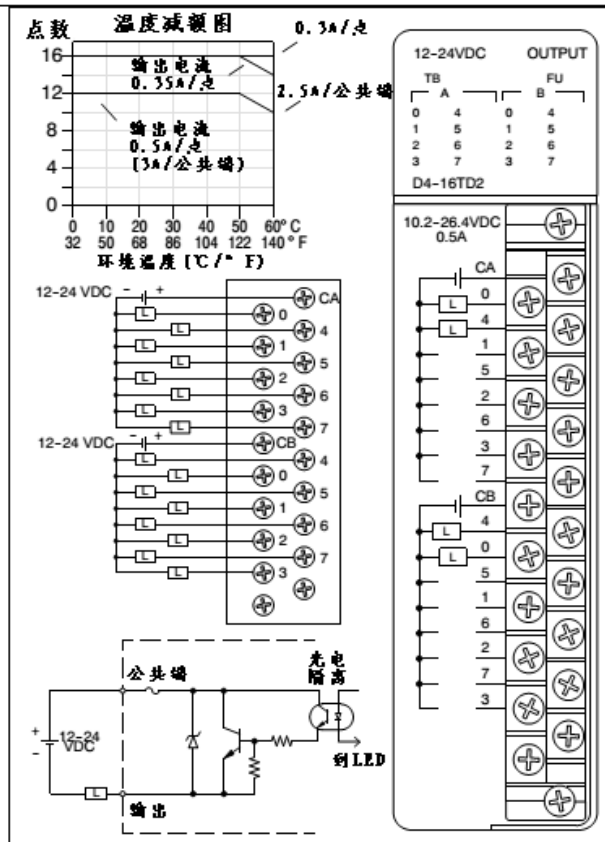 点数 温度减额图
0.3A/点
16
输出电流
0.35A/点
2.5A/公共端
12
8
输出电流
0.5A/点
[3A/公共端)
4
0
0 10 20 30 40 50 60°C
32 50 68 86 104 122 140°F
环境温度[℃/° F)
12-24 VDC - +
CA
0
4
1
5
2
6
3
7
12-24 VDC - +
CB
4
0
5
1
6
2
7
3
L L L L L L L L
L L L L L L L L
公共端
光电
隔离
+
-
12-24
VDC
到LED
L
输出
12-24VDC OUTPUT
TB FU
A B
0 4 0 4
1 5 1 5
2 6 2 6
3 7 3 7
D4-16TD2
10.2-26.4VDC
0.5A
CA
L 0
L 4
1
5
2
6
3
7
CB
L 4
L 0
5
1
6
2
7
3